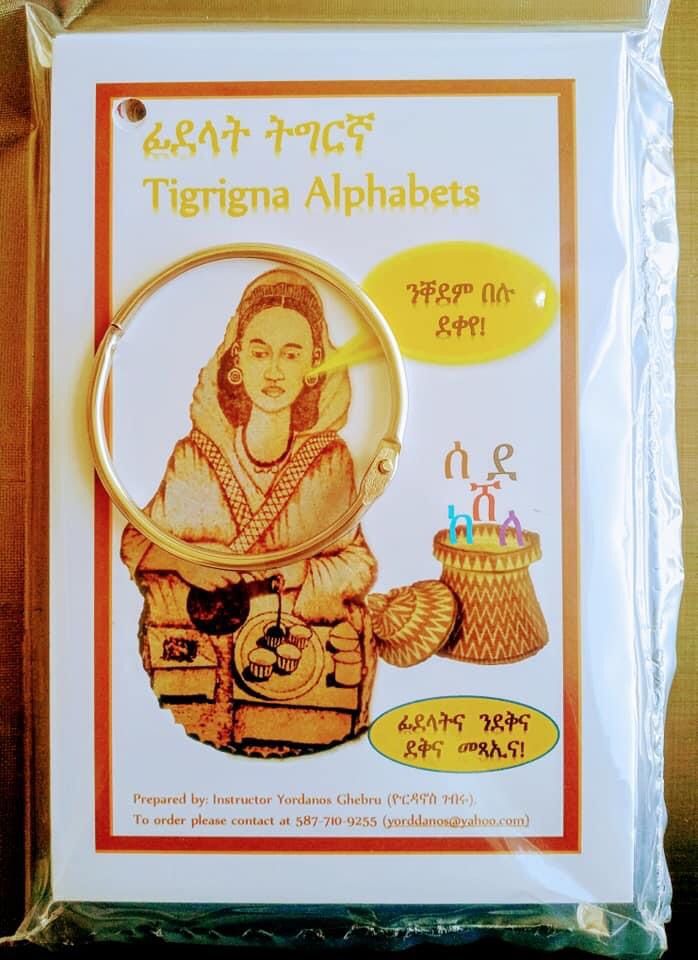 ፊደላት ትግርኛ
Tigrigna Alphabets
ንቐደም በሉ
ደቀየ!
ሰ ደ
ሸ
ከ ለ
ፊደላትና ንደቅና
ደቅና መጻኢና!
Prepared by: Instructor Yordanos Ghebru (ዮርዳኖስ ገብሩ).
To order please contact at 587-710-9255 (yorddanos@yahoo.com)